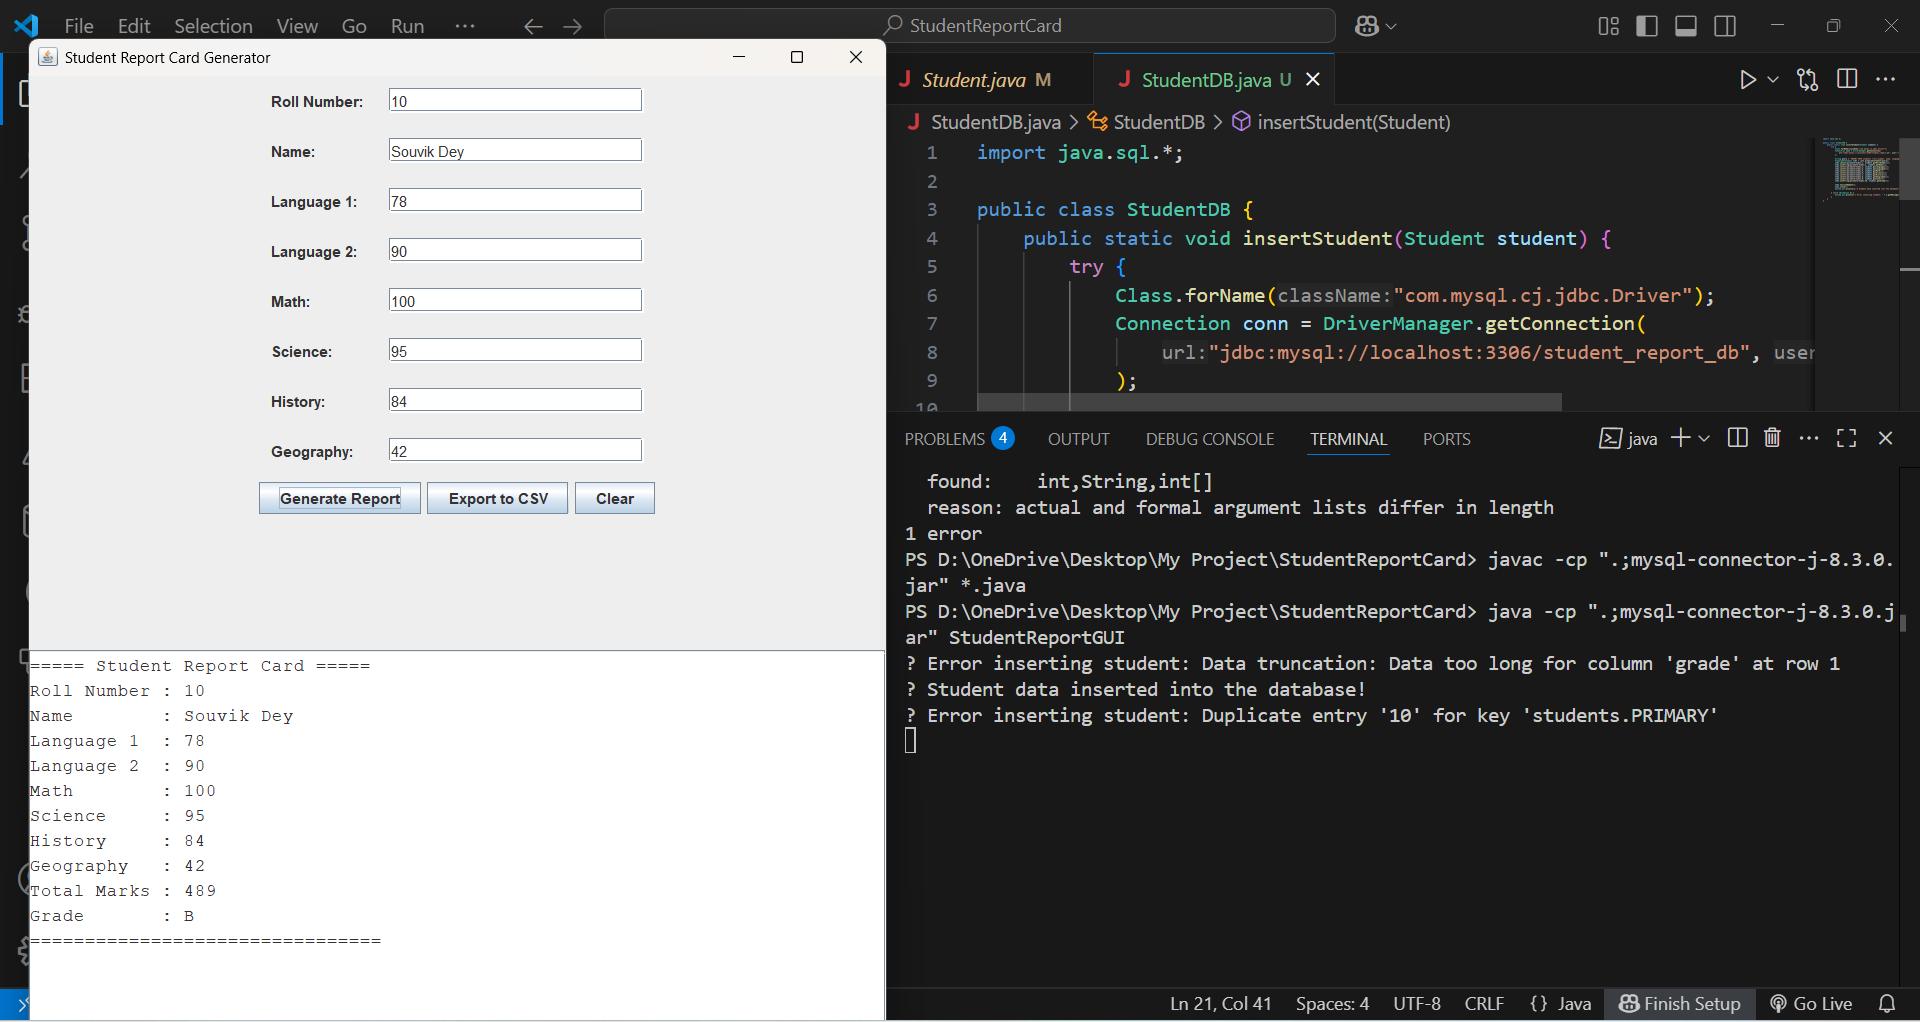 File Edit Selection View Go Run ···
StudentReportCard
Student Report Card Generator
Roll Number: 10
Name: Souvik Dey
Language 1: 78
Language 2: 90
Math: 100
Science: 95
History: 84
Geography: 42
Generate Report Export to CSV Clear
===== Student Report Card =====
Roll Number : 10
Name : Souvik Dey
Language 1 : 78
Language 2 : 90
Math : 100
Science : 95
History : 84
Geography : 42
Total Marks : 489
Grade : B
================================
Student.java M StudentDB.java U
StudentDB.java > StudentDB > insertStudent(Student)
1 import java.sql.*;
2
3 public class StudentDB {
4 public static void insertStudent(Student student) {
5 try {
6 Class.forName(className:"com.mysql.cj.jdbc.Driver");
7 Connection conn = DriverManager.getConnection(
8 url:"jdbc:mysql://localhost:3306/student_report_db", user
9 );
10
PROBLEMS 4 OUTPUT DEBUG CONSOLE TERMINAL PORTS java
found: int,String,int[]
reason: actual and formal argument lists differ in length
1 error
PS D:\OneDrive\Desktop\My Project\StudentReportCard> javac -cp ".;mysql-connector-j-8.3.0.
jar" *.java
PS D:\OneDrive\Desktop\My Project\StudentReportCard> java -cp ".;mysql-connector-j-8.3.0.j
ar" StudentReportGUI
? Error inserting student: Data truncation: Data too long for column 'grade' at row 1
? Student data inserted into the database!
? Error inserting student: Duplicate entry '10' for key 'students.PRIMARY'
Ln 21, Col 41 Spaces: 4 UTF-8 CRLF {} Java Finish Setup Go Live